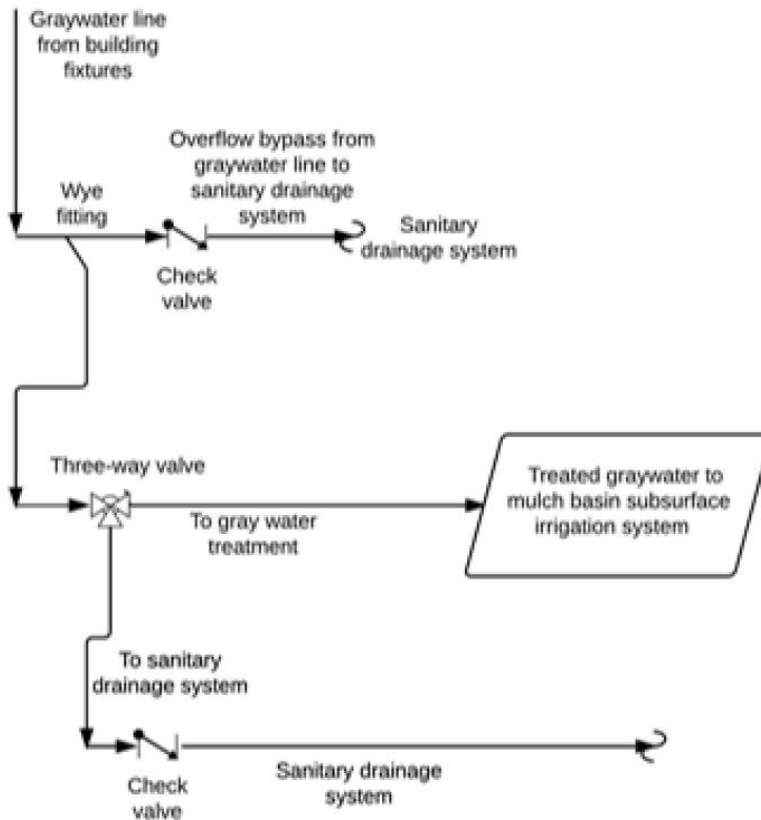 Graywater line
from building
fixtures
Overflow bypass from
graywater line to
sanitary drainage
system
Wye
fitting
Sanitary
drainage system
Check
valve
Three-way valve
To gray water
treatment
Treated graywater to
mulch basin subsurface
irrigation system
To sanitary
drainage system
Check
valve
Sanitary drainage
system